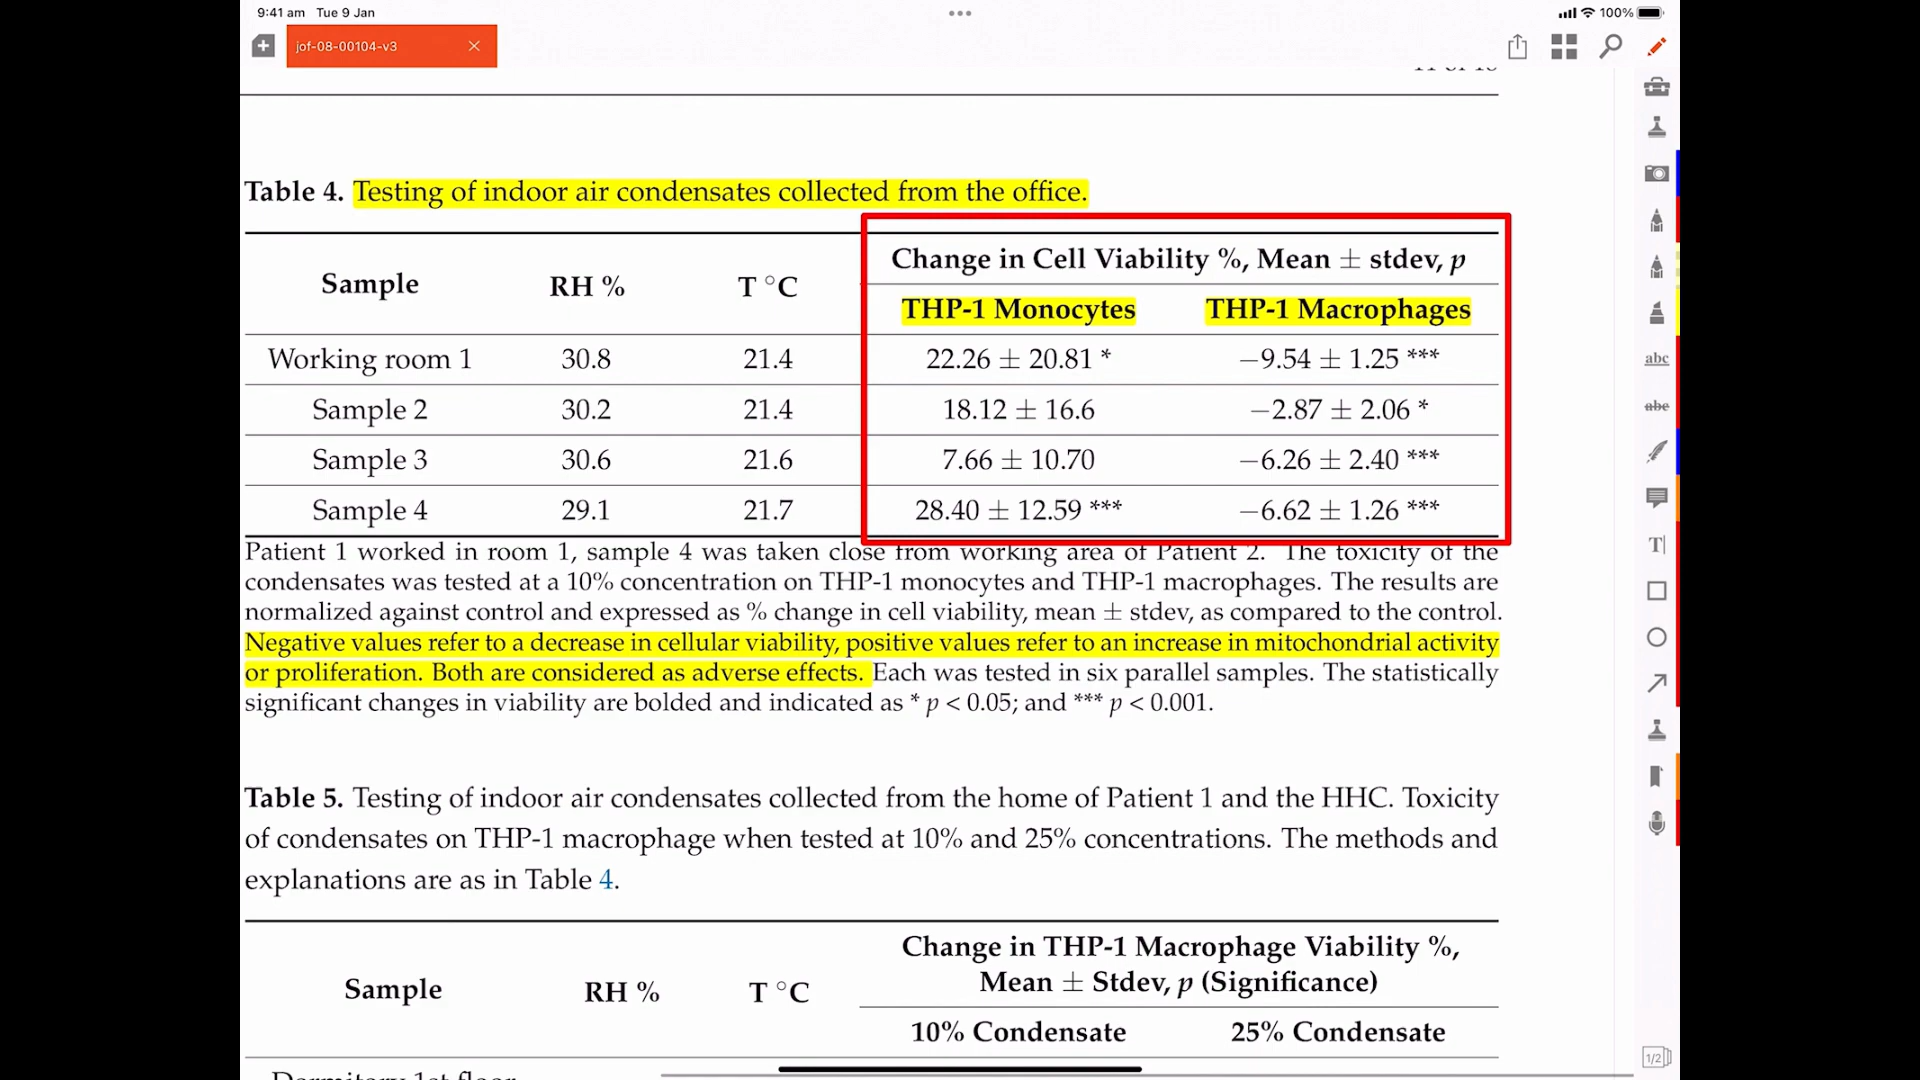 9:41 am Tue 9 Jan
100%
jof-08-00104-v3
Table 4. Testing of indoor air condensates collected from the office.
Sample RH % T °C Change in Cell Viability %, Mean ± stdev, p
THP-1 Monocytes THP-1 Macrophages
Working room 1 30.8 21.4 22.26 ± 20.81 * −9.54 ± 1.25 ***
Sample 2 30.2 21.4 18.12 ± 16.6 −2.87 ± 2.06 *
Sample 3 30.6 21.6 7.66 ± 10.70 −6.26 ± 2.40 ***
Sample 4 29.1 21.7 28.40 ± 12.59 *** −6.62 ± 1.26 ***
Patient 1 worked in room 1, sample 4 was taken close from working area of Patient 2. The toxicity of the
condensates was tested at a 10% concentration on THP-1 monocytes and THP-1 macrophages. The results are
normalized against control and expressed as % change in cell viability, mean ± stdev, as compared to the control.
Negative values refer to a decrease in cellular viability, positive values refer to an increase in mitochondrial activity
or proliferation. Both are considered as adverse effects. Each was tested in six parallel samples. The statistically
significant changes in viability are bolded and indicated as * p < 0.05; and *** p < 0.001.
Table 5. Testing of indoor air condensates collected from the home of Patient 1 and the HHC. Toxicity
of condensates on THP-1 macrophage when tested at 10% and 25% concentrations. The methods and
explanations are as in Table 4.
Sample RH % T °C Change in THP-1 Macrophage Viability %,
Mean ± Stdev, p (Significance)
10% Condensate 25% Condensate
Dormitory 1st floor
abc
abc
T
1/2